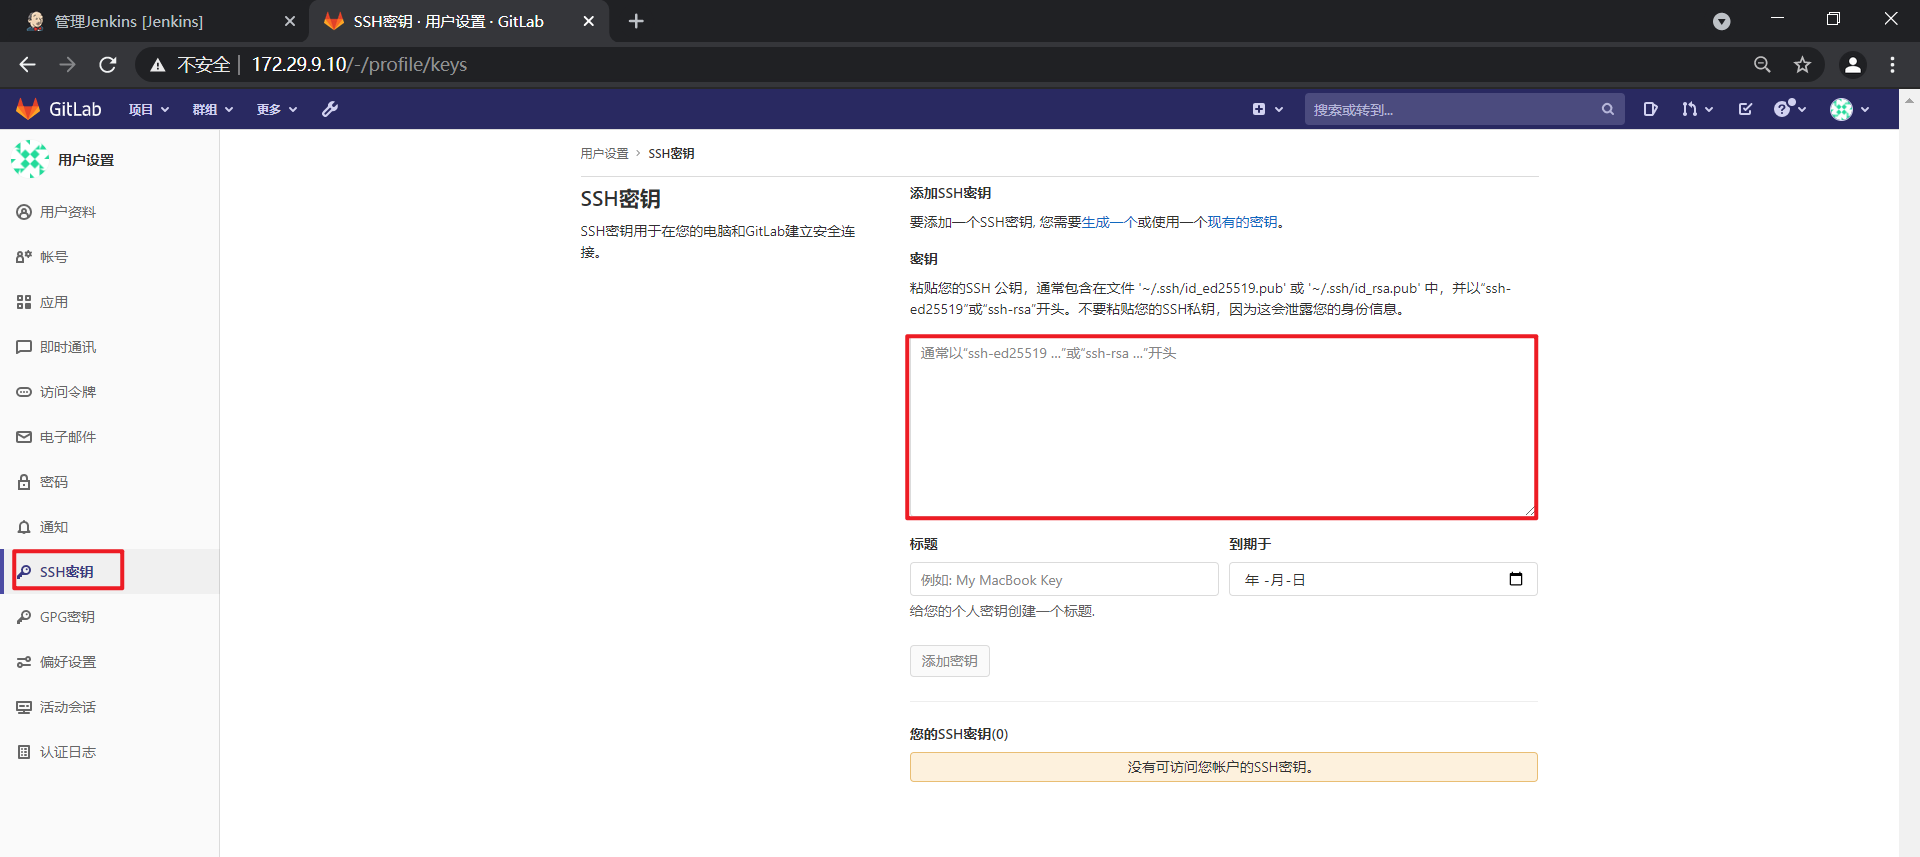 管理Jenkins [Jenkins]
SSH密钥 · 用户设置 · GitLab
不安全
172.29.9.10/-/profile/keys
GitLab
项目
群组
更多
搜索或转到...
用户设置
用户资料
帐号
应用
即时通讯
访问令牌
电子邮件
密码
通知
SSH密钥
GPG密钥
偏好设置
活动会话
认证日志
用户设置 › SSH密钥
SSH密钥
SSH密钥用于在您的电脑和GitLab建立安全连
接。
添加SSH密钥
要添加一个SSH密钥, 您需要生成一个或使用一个现有的密钥。
密钥
粘贴您的SSH 公钥，通常包含在文件 '~/.ssh/id_ed25519.pub' 或 '~/.ssh/id_rsa.pub' 中，并以“ssh-
ed25519”或“ssh-rsa”开头。不要粘贴您的SSH私钥，因为这会泄露您的身份信息。
通常以“ssh-ed25519 ...”或“ssh-rsa ...”开头
标题
到期于
例如: My MacBook Key
年 -月-日
给您的个人密钥创建一个标题.
添加密钥
您的SSH密钥(0)
没有可访问您帐户的SSH密钥。